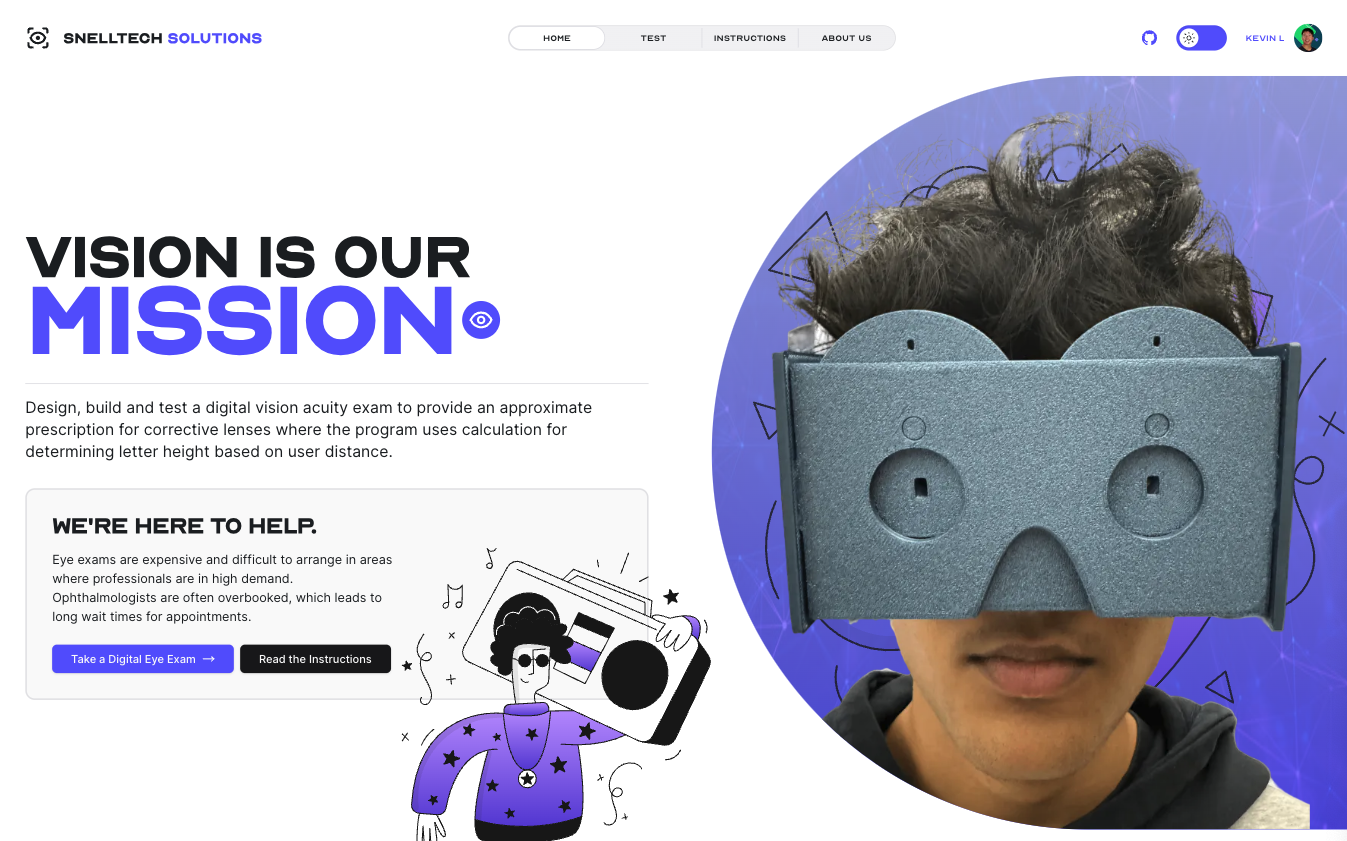 SNELLTECH SOLUTIONS
HOME
TEST
INSTRUCTIONS
ABOUT US
KEVIN L
VISION IS OUR
MISSION
Design, build and test a digital vision acuity exam to provide an approximate
prescription for corrective lenses where the program uses calculation for
determining letter height based on user distance.
WE'RE HERE TO HELP.
Eye exams are expensive and difficult to arrange in areas
where professionals are in high demand.
Ophthalmologists are often overbooked, which leads to
long wait times for appointments.
Take a Digital Eye Exam →
Read the Instructions